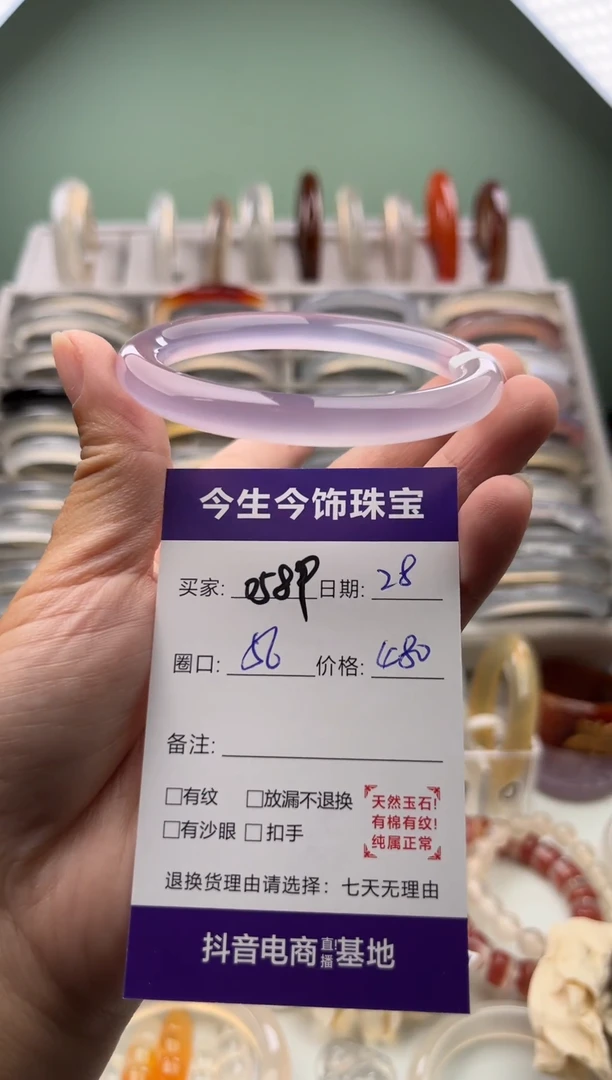 今生今饰珠宝
买家: 058P 日期: 28
圈口: 56 价格: 480
备注:
□有纹 □放漏不退换
□有沙眼 □扣手
天然玉石!
有棉有纹!
纯属正常
退换货理由请选择：七天无理由
抖音电商直播!基地